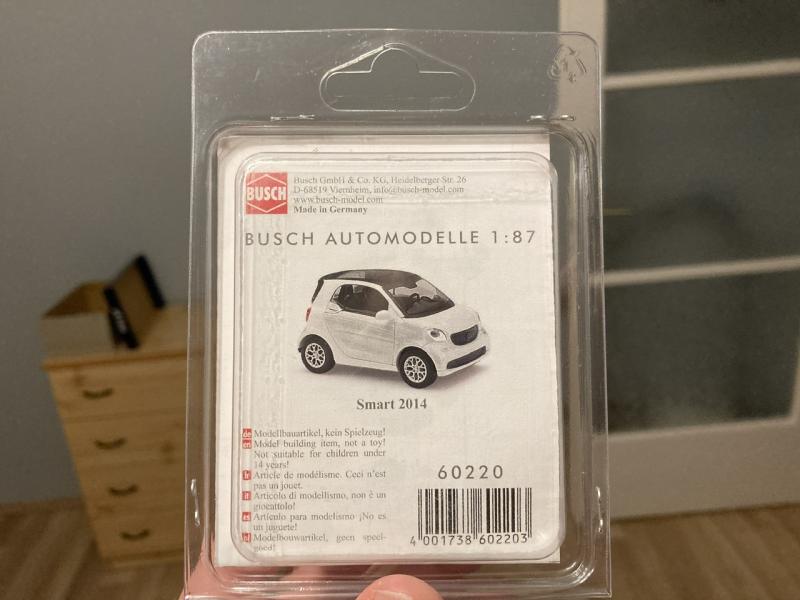 BUSCH
Busch GmbH & Co. KG, Heidelberger Str. 26
D-68519 Viernheim, info@busch-model.com
www.busch-model.com
Made in Germany
BUSCH AUTOMODELLE 1:87
Smart 2014
de Modellbauartikel, kein Spielzeug!
en Model building item, not a toy!
Not suitable for children under
14 years!
fr Article de modélisme. Ceci n'est
pas un jouet.
it Articolo di modellismo, non è un
giocattolo!
es Artículo para modelismo ¡No es
un juguete!
nl Modelbouwartikel, geen speel-
goed!
60220
4 001738 602203